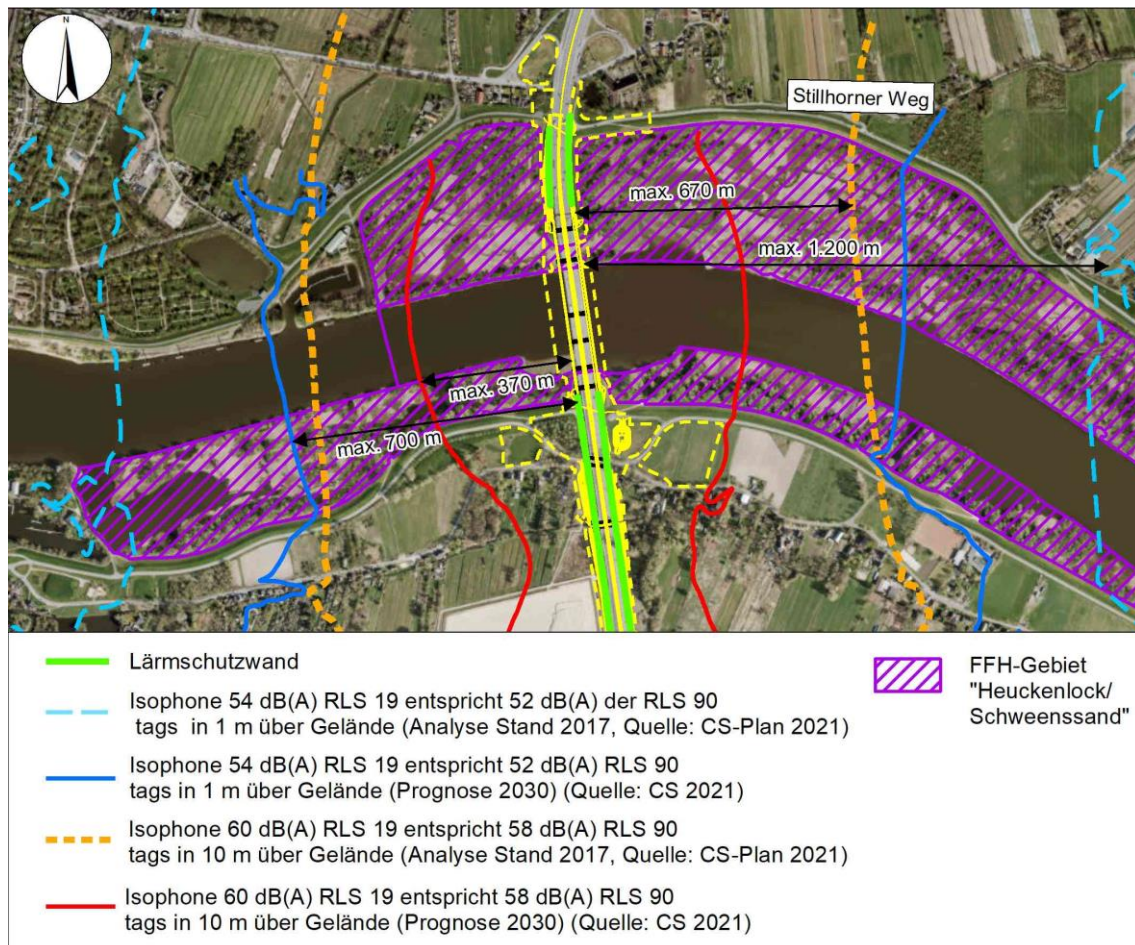 N
Stillhorner Weg
max. 670 m
max. 1.200 m
max. 370 m
max. 700 m
Lärmschutzwand
Isophone 54 dB(A) RLS 19 entspricht 52 dB(A) der RLS 90
tags in 1 m über Gelände (Analyse Stand 2017, Quelle: CS-Plan 2021)
Isophone 54 dB(A) RLS 19 entspricht 52 dB(A) RLS 90
tags in 1 m über Gelände (Prognose 2030) (Quelle: CS 2021)
Isophone 60 dB(A) RLS 19 entspricht 58 dB(A) RLS 90
tags in 10 m über Gelände (Analyse Stand 2017, Quelle: CS-Plan 2021)
Isophone 60 dB(A) RLS 19 entspricht 58 dB(A) RLS 90
tags in 10 m über Gelände (Prognose 2030) (Quelle: CS 2021)
FFH-Gebiet
"Heuckenlock/
Schweenssand"